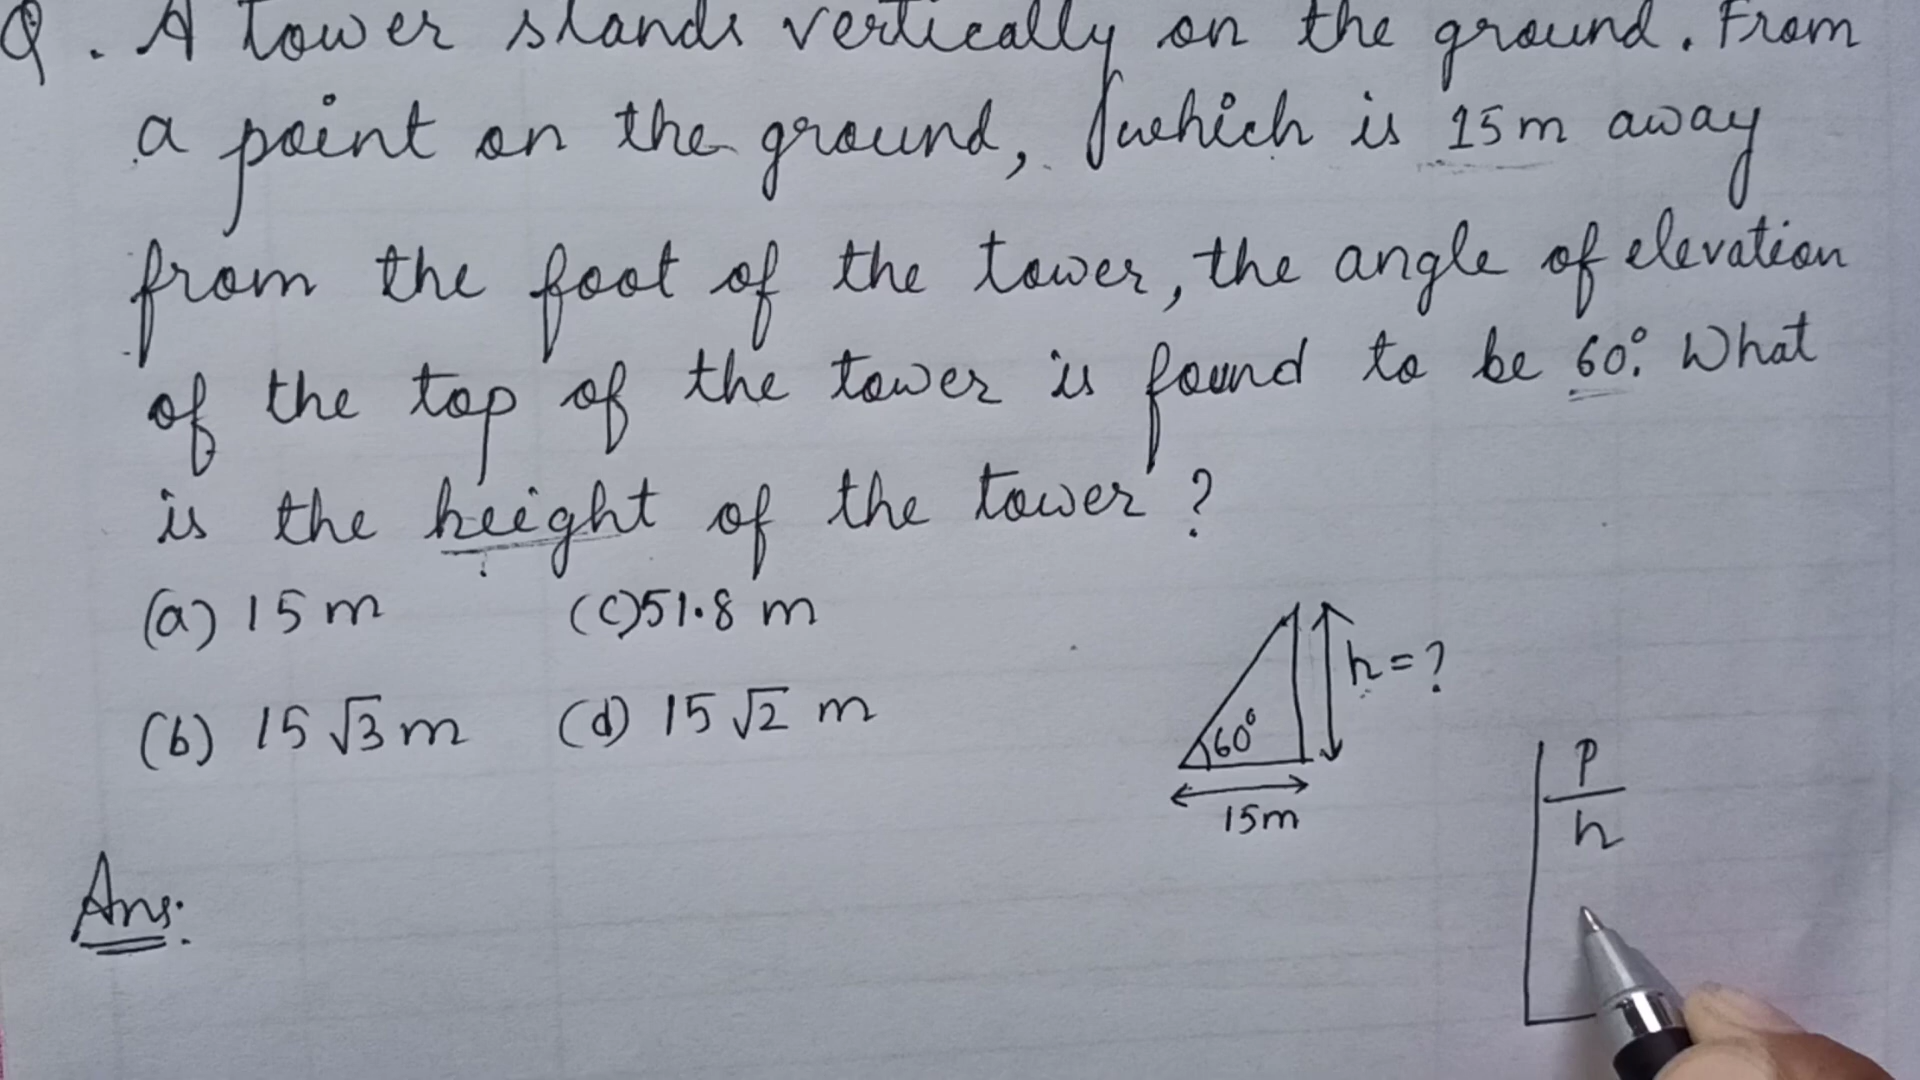 Q. A tower stands vertically on the ground. From
a point on the ground, which is 15m away
from the foot of the tower, the angle of elevation
of the top of the tower is found to be 60°. What
is the height of the tower?
(a) 15 m (c) 51.8 m
(b) 15 √3 m (d) 15 √2 m
h = ?
60°
15m
P
h
Ans: